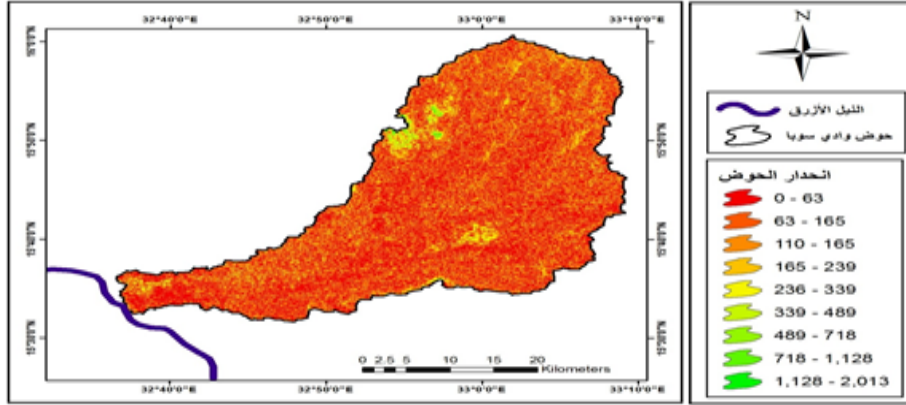 32°40'0"E 32°50'0"E 33°0'0"E 33°10'0"E
32°40'0"E 32°50'0"E 33°0'0"E 33°10'0"E
0 2.5 5 10 15 20
Kilometers
N
النيل الأزرق
حوض وادي سوبا
انحدار الحوض
0 - 63
63 - 165
110 - 165
165 - 239
236 - 339
339 - 489
489 - 718
718 - 1,128
1,128 - 2,013